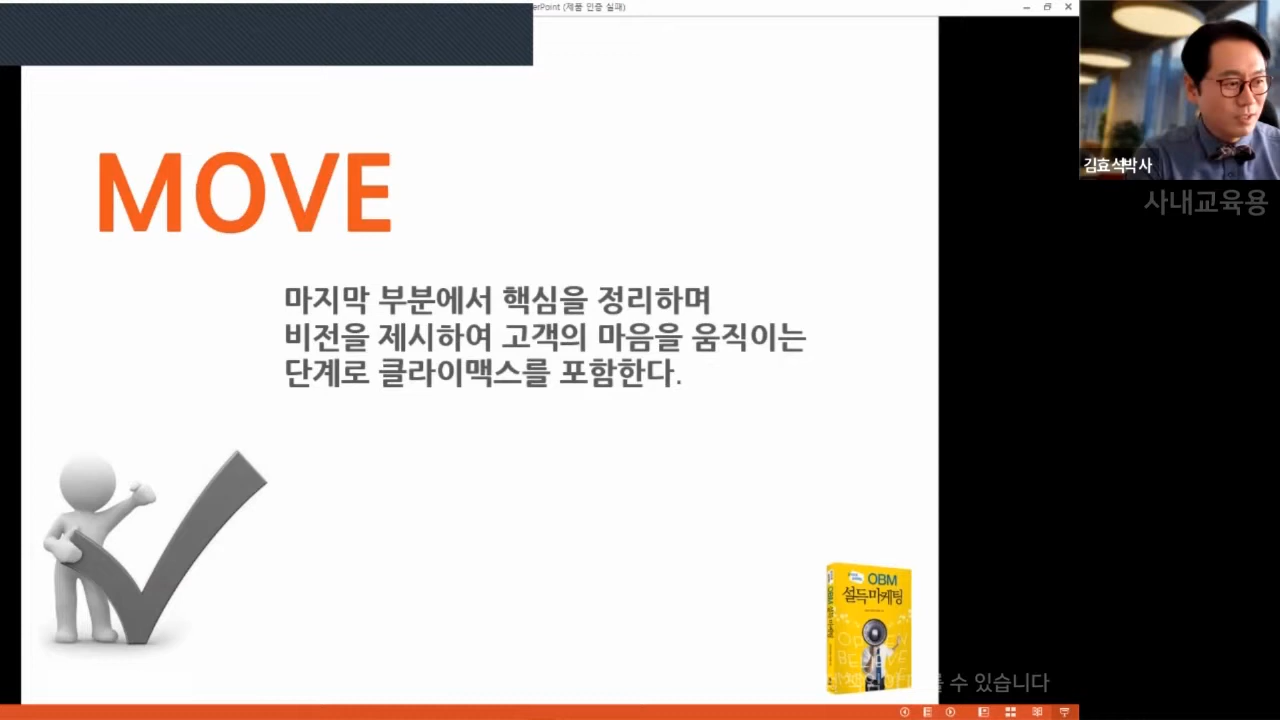 PowerPoint (제품 인증 실패)
김효석박사
사내교육용
MOVE
마지막 부분에서 핵심을 정리하며
비전을 제시하여 고객의 마음을 움직이는
단계로 클라이맥스를 포함한다.
OBM
설득마케팅
OPEN
BELIEVE
수 있습니다